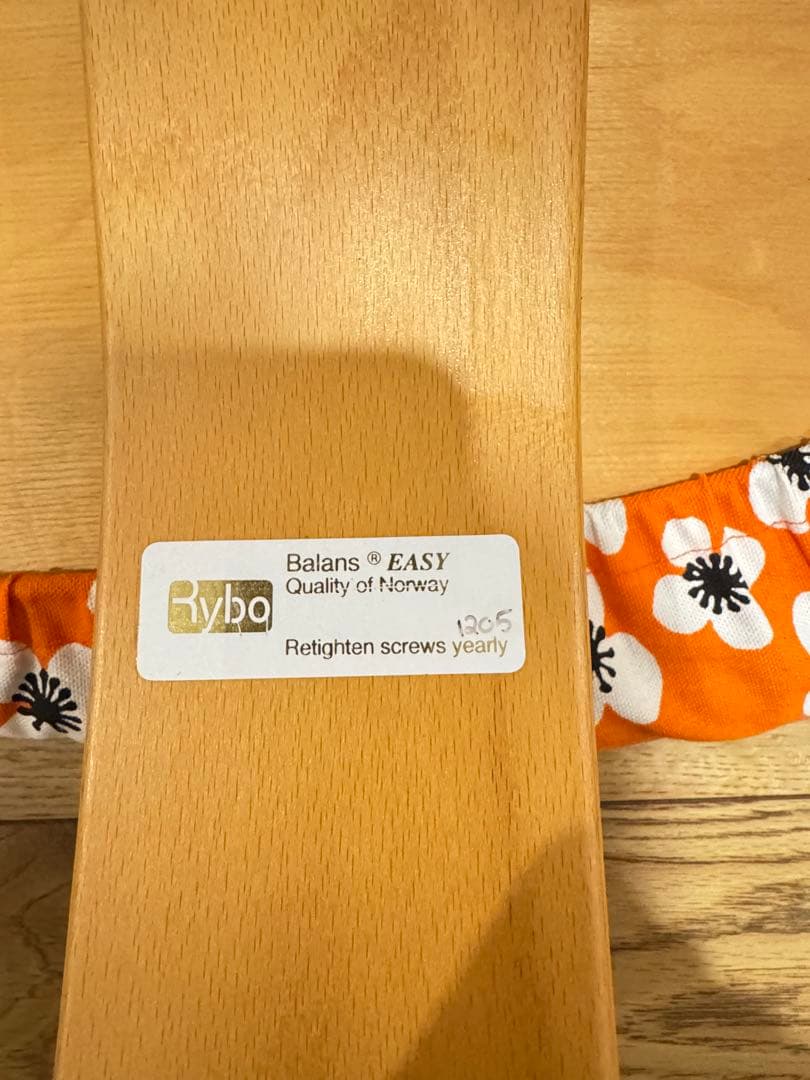 Rybo
Balans ® EASY
Quality of Norway
1205
Retighten screws yearly